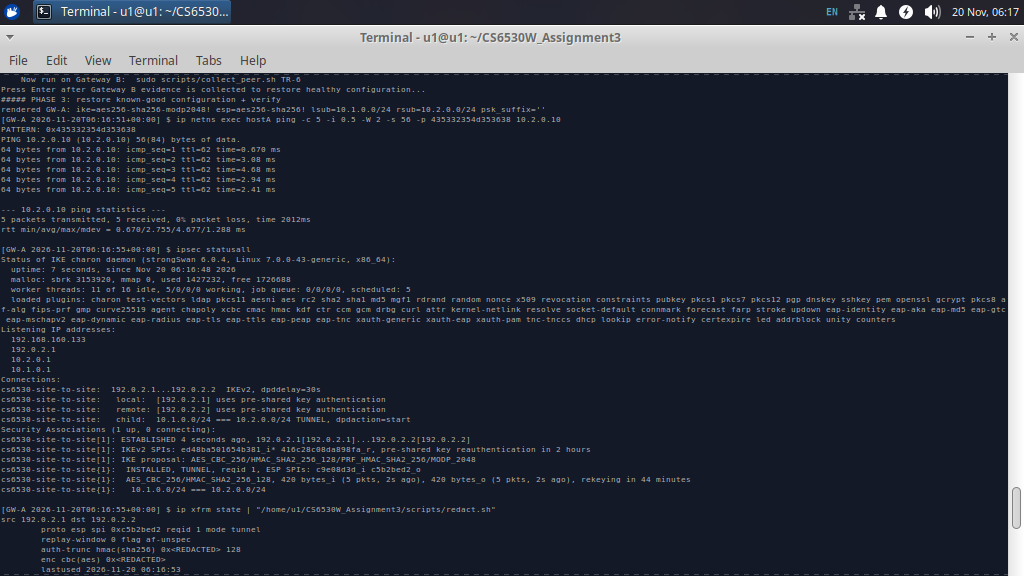 Terminal - u1@u1: ~/CS6530...
EN
20 Nov, 06:17
Terminal - u1@u1: ~/CS6530W_Assignment3
File Edit View Terminal Tabs Help
Now run on Gateway B:  sudo scripts/collect_peer.sh TR-6
Press Enter after Gateway B evidence is collected to restore healthy configuration...
##### PHASE 3: restore known-good configuration + verify
rendered GW-A: ike=aes256-sha256-modp2048! esp=aes256-sha256! lsub=10.1.0.0/24 rsub=10.2.0.0/24 psk_suffix=''
[GW-A 2026-11-20T06:16:51+00:00] $ ip netns exec hostA ping -c 5 -i 0.5 -W 2 -s 56 -p 435332354d353638 10.2.0.10
PATTERN: 0x435332354d353638
PING 10.2.0.10 (10.2.0.10) 56(84) bytes of data.
64 bytes from 10.2.0.10: icmp_seq=1 ttl=62 time=0.670 ms
64 bytes from 10.2.0.10: icmp_seq=2 ttl=62 time=3.08 ms
64 bytes from 10.2.0.10: icmp_seq=3 ttl=62 time=4.68 ms
64 bytes from 10.2.0.10: icmp_seq=4 ttl=62 time=2.94 ms
64 bytes from 10.2.0.10: icmp_seq=5 ttl=62 time=2.41 ms
--- 10.2.0.10 ping statistics ---
5 packets transmitted, 5 received, 0% packet loss, time 2012ms
rtt min/avg/max/mdev = 0.670/2.755/4.677/1.288 ms
[GW-A 2026-11-20T06:16:55+00:00] $ ipsec statusall
Status of IKE charon daemon (strongSwan 6.0.4, Linux 7.0.0-43-generic, x86_64):
  uptime: 7 seconds, since Nov 20 06:16:48 2026
  malloc: sbrk 3153920, mmap 0, used 1427232, free 1726688
  worker threads: 11 of 16 idle, 5/0/0/0 working, job queue: 0/0/0/0, scheduled: 5
  loaded plugins: charon test-vectors ldap pkcs11 aesni aes rc2 sha2 sha1 md5 mgf1 rdrand random nonce x509 revocation constraints pubkey pkcs1 pkcs7 pkcs12 pgp dnskey sshkey pem openssl gcrypt pkcs8 a
f-alg fips-prf gmp curve25519 agent chapoly xcbc cmac hmac kdf ctr ccm gcm drbg curl attr kernel-netlink resolve socket-default connmark forecast farp stroke updown eap-identity eap-aka eap-md5 eap-gtc
 eap-mschapv2 eap-dynamic eap-radius eap-tls eap-ttls eap-peap eap-tnc xauth-generic xauth-eap xauth-pam tnc-tnccs dhcp lookip error-notify certexpire led addrblock unity counters
Listening IP addresses:
  192.168.160.133
  192.0.2.1
  10.2.0.1
  10.1.0.1
Connections:
cs6530-site-to-site:  192.0.2.1...192.0.2.2  IKEv2, dpddelay=30s
cs6530-site-to-site:   local:  [192.0.2.1] uses pre-shared key authentication
cs6530-site-to-site:   remote: [192.0.2.2] uses pre-shared key authentication
cs6530-site-to-site:   child:  10.1.0.0/24 === 10.2.0.0/24 TUNNEL, dpdaction=start
Security Associations (1 up, 0 connecting):
cs6530-site-to-site[1]: ESTABLISHED 4 seconds ago, 192.0.2.1[192.0.2.1]...192.0.2.2[192.0.2.2]
cs6530-site-to-site[1]: IKEv2 SPIs: ed48ba501654b381_i* 416c28c08da898fa_r, pre-shared key reauthentication in 2 hours
cs6530-site-to-site[1]: IKE proposal: AES_CBC_256/HMAC_SHA2_256_128/PRF_HMAC_SHA2_256/MODP_2048
cs6530-site-to-site{1}:  INSTALLED, TUNNEL, reqid 1, ESP SPIs: c9e08d3d_i c5b2bed2_o
cs6530-site-to-site{1}:  AES_CBC_256/HMAC_SHA2_256_128, 420 bytes_i (5 pkts, 2s ago), 420 bytes_o (5 pkts, 2s ago), rekeying in 44 minutes
cs6530-site-to-site{1}:   10.1.0.0/24 === 10.2.0.0/24
[GW-A 2026-11-20T06:16:55+00:00] $ ip xfrm state | "/home/u1/CS6530W_Assignment3/scripts/redact.sh"
src 192.0.2.1 dst 192.0.2.2
        proto esp spi 0xc5b2bed2 reqid 1 mode tunnel
        replay-window 0 flag af-unspec
        auth-trunc hmac(sha256) 0x<REDACTED> 128
        enc cbc(aes) 0x<REDACTED>
        lastused 2026-11-20 06:16:53